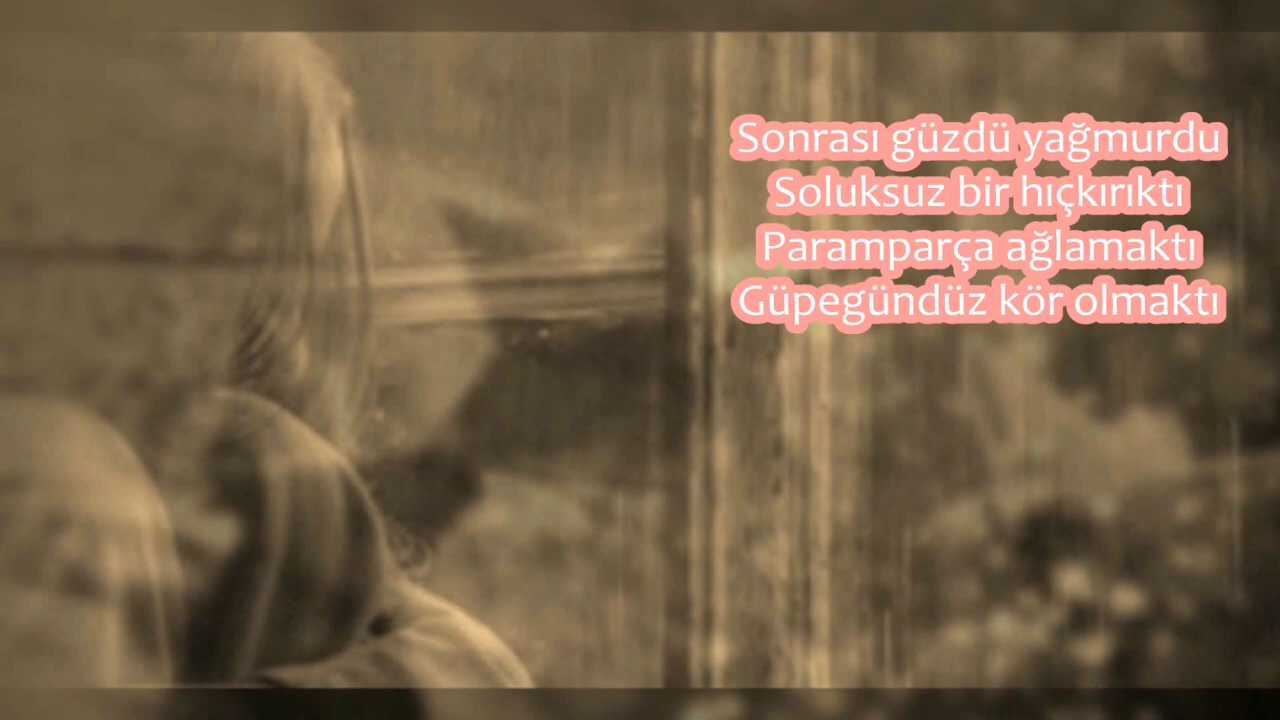 Sonrası güzdü yağmurdu
Soluksuz bir hıçkırıktı
Paramparça ağlamaktı
Güpegündüz kör olmaktı